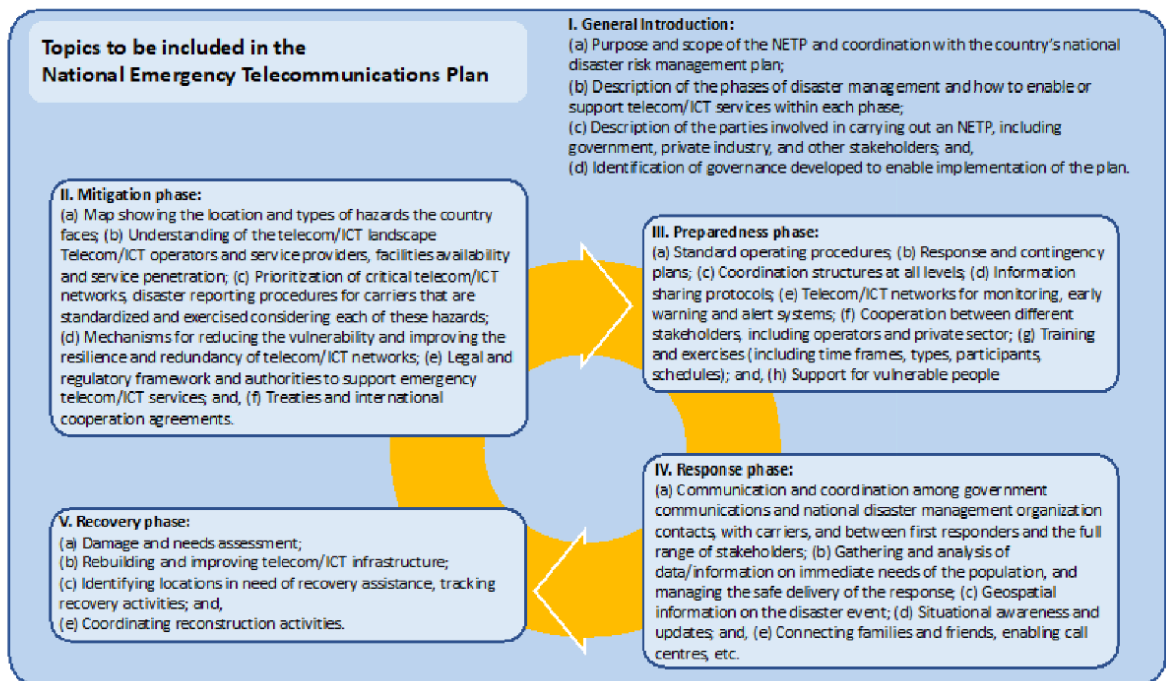 Topics to be included in the
National Emergency Telecommunications Plan
I. General Introduction:
(a) Purpose and scope of the NETP and coordination with the country's national
disaster risk management plan;
(b) Description of the phases of disaster management and how to enable or
support telecom/ICT services within each phase;
(c) Description of the parties involved in carrying out an NETP, including
government, private industry, and other stakeholders; and,
(d) Identification of governance developed to enable implementation of the plan.
II. Mitigation phase:
(a) Map showing the location and types of hazards the country
faces; (b) Understanding of the telecom/ICT landscape
Telecom/ICT operators and service providers, facilities availability
and service penetration; (c) Prioritization of critical telecom/ICT
networks, disaster reporting procedures for carriers that are
standardized and exercised considering each of these hazards;
(d) Mechanisms for reducing the vulnerability and improving the
resilience and redundancy of telecom/ICT networks; (e) Legal and
regulatory framework and authorities to support emergency
telecom/ICT services; and, (f) Treaties and international
cooperation agreements.
III. Preparedness phase:
(a) Standard operating procedures; (b) Response and contingency
plans; (c) Coordination structures at all levels; (d) Information
sharing protocols; (e) Telecom/ICT networks for monitoring, early
warning and alert systems; (f) Cooperation between different
stakeholders, including operators and private sector; (g) Training
and exercises (including time frames, types, participants,
schedules); and, (h) Support for vulnerable people
IV. Response phase:
(a) Communication and coordination among government
communications and national disaster management organization
contacts, with carriers, and between first responders and the full
range of stakeholders; (b) Gathering and analysis of
data/information on immediate needs of the population, and
managing the safe delivery of the response; (c) Geospatial
information on the disaster event; (d) Situational awareness and
updates; and, (e) Connecting families and friends, enabling call
centres, etc.
V. Recovery phase:
(a) Damage and needs assessment;
(b) Rebuilding and improving telecom/ICT infrastructure;
(c) Identifying locations in need of recovery assistance, tracking
recovery activities; and,
(e) Coordinating reconstruction activities.